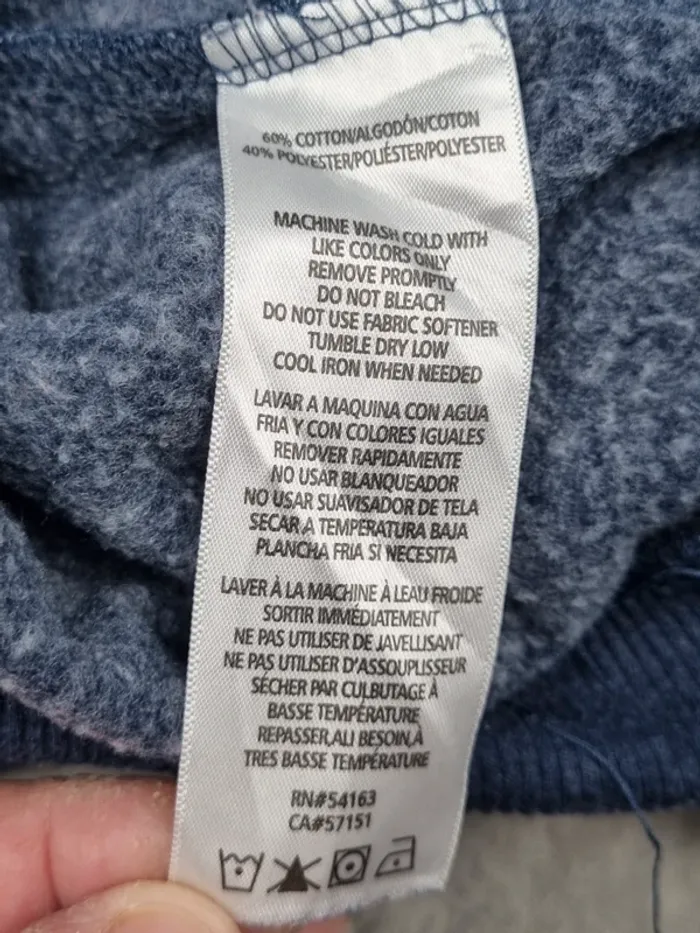 60% COTTON/ALGODÓN/COTON
40% POLYESTER/POLIÉSTER/POLYESTER
MACHINE WASH COLD WITH
LIKE COLORS ONLY
REMOVE PROMPTLY
DO NOT BLEACH
DO NOT USE FABRIC SOFTENER
TUMBLE DRY LOW
COOL IRON WHEN NEEDED
LAVAR A MAQUINA CON AGUA
FRIA Y CON COLORES IGUALES
REMOVER RAPIDAMENTE
NO USAR BLANQUEADOR
NO USAR SUAVISADOR DE TELA
SECAR A TEMPERATURA BAJA
PLANCHA FRIA SI NECESITA
LAVER À LA MACHINE À LEAU FROIDE
SORTIR IMMÉDIATEMENT
NE PAS UTILISER DE JAVELLISANT
NE PAS UTILISER D'ASSOUPLISSEUR
SÉCHER PAR CULBUTAGE À
BASSE TEMPÉRATURE
REPASSER,ALI BESOIN,À
TRES BASSE TEMPÉRATURE
RN#54163
CA#57151